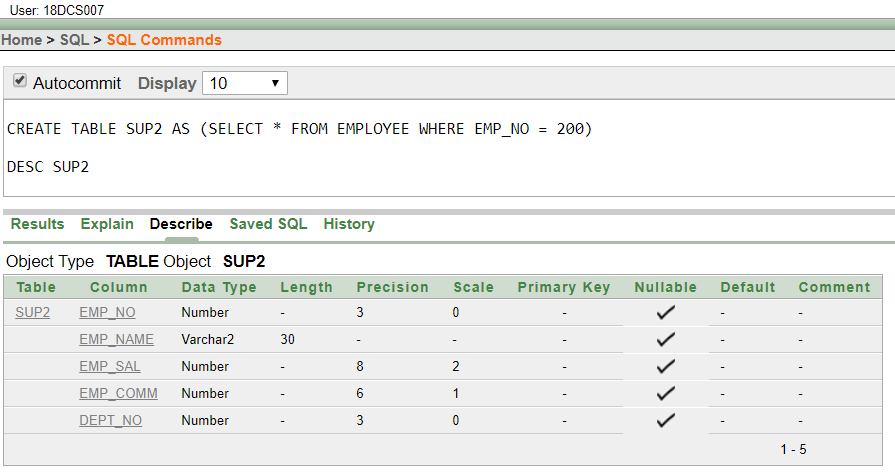 User: 18DCS007
Home > SQL > SQL Commands
Autocommit Display 10
CREATE TABLE SUP2 AS (SELECT * FROM EMPLOYEE WHERE EMP_NO = 200)
DESC SUP2
Results Explain Describe Saved SQL History
Object Type TABLE Object SUP2
Table Column Data Type Length Precision Scale Primary Key Nullable Default Comment
SUP2 EMP_NO Number - 3 0 - ✓ - -
EMP_NAME Varchar2 30 - - - ✓ - -
EMP_SAL Number - 8 2 - ✓ - -
EMP_COMM Number - 6 1 - ✓ - -
DEPT_NO Number - 3 0 - ✓ - -
1 - 5